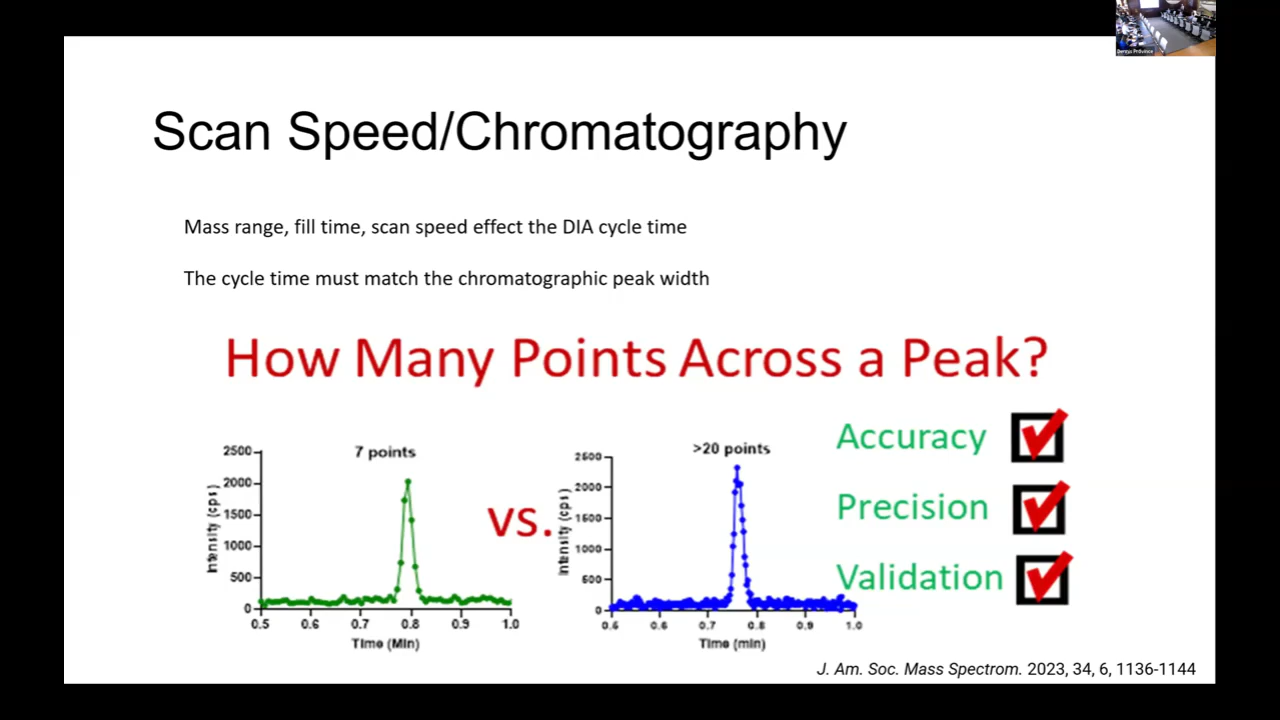 Dennys Province
Scan Speed/Chromatography
Mass range, fill time, scan speed effect the DIA cycle time
The cycle time must match the chromatographic peak width
How Many Points Across a Peak?
7 points
2500
2000
1500
1000
500
0
Intensity (cps)
0.5 0.6 0.7 0.8 0.9 1.0
Time (Min)
vs.
>20 points
2500
2000
1500
1000
500
0
Intensity (cps)
0.6 0.7 0.8 0.9 1.0
Time (min)
Accuracy
Precision
Validation
J. Am. Soc. Mass Spectrom. 2023, 34, 6, 1136-1144